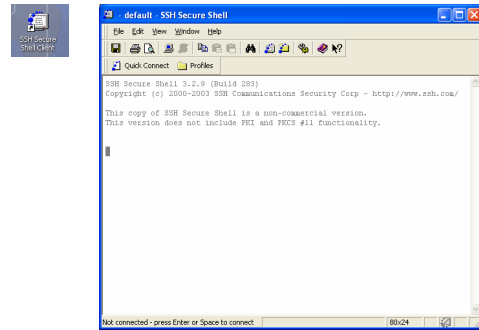 SSH Secure
Shell Client
- default - SSH Secure Shell
File Edit View Window Help
Quick Connect Profiles
SSH Secure Shell 3.2.9 (Build 283)
Copyright (c) 2000-2003 SSH Communications Security Corp - http://www.ssh.com/
This copy of SSH Secure Shell is a non-commercial version.
This version does not include PKI and PKCS #11 functionality.
Not connected - press Enter or Space to connect 80x24